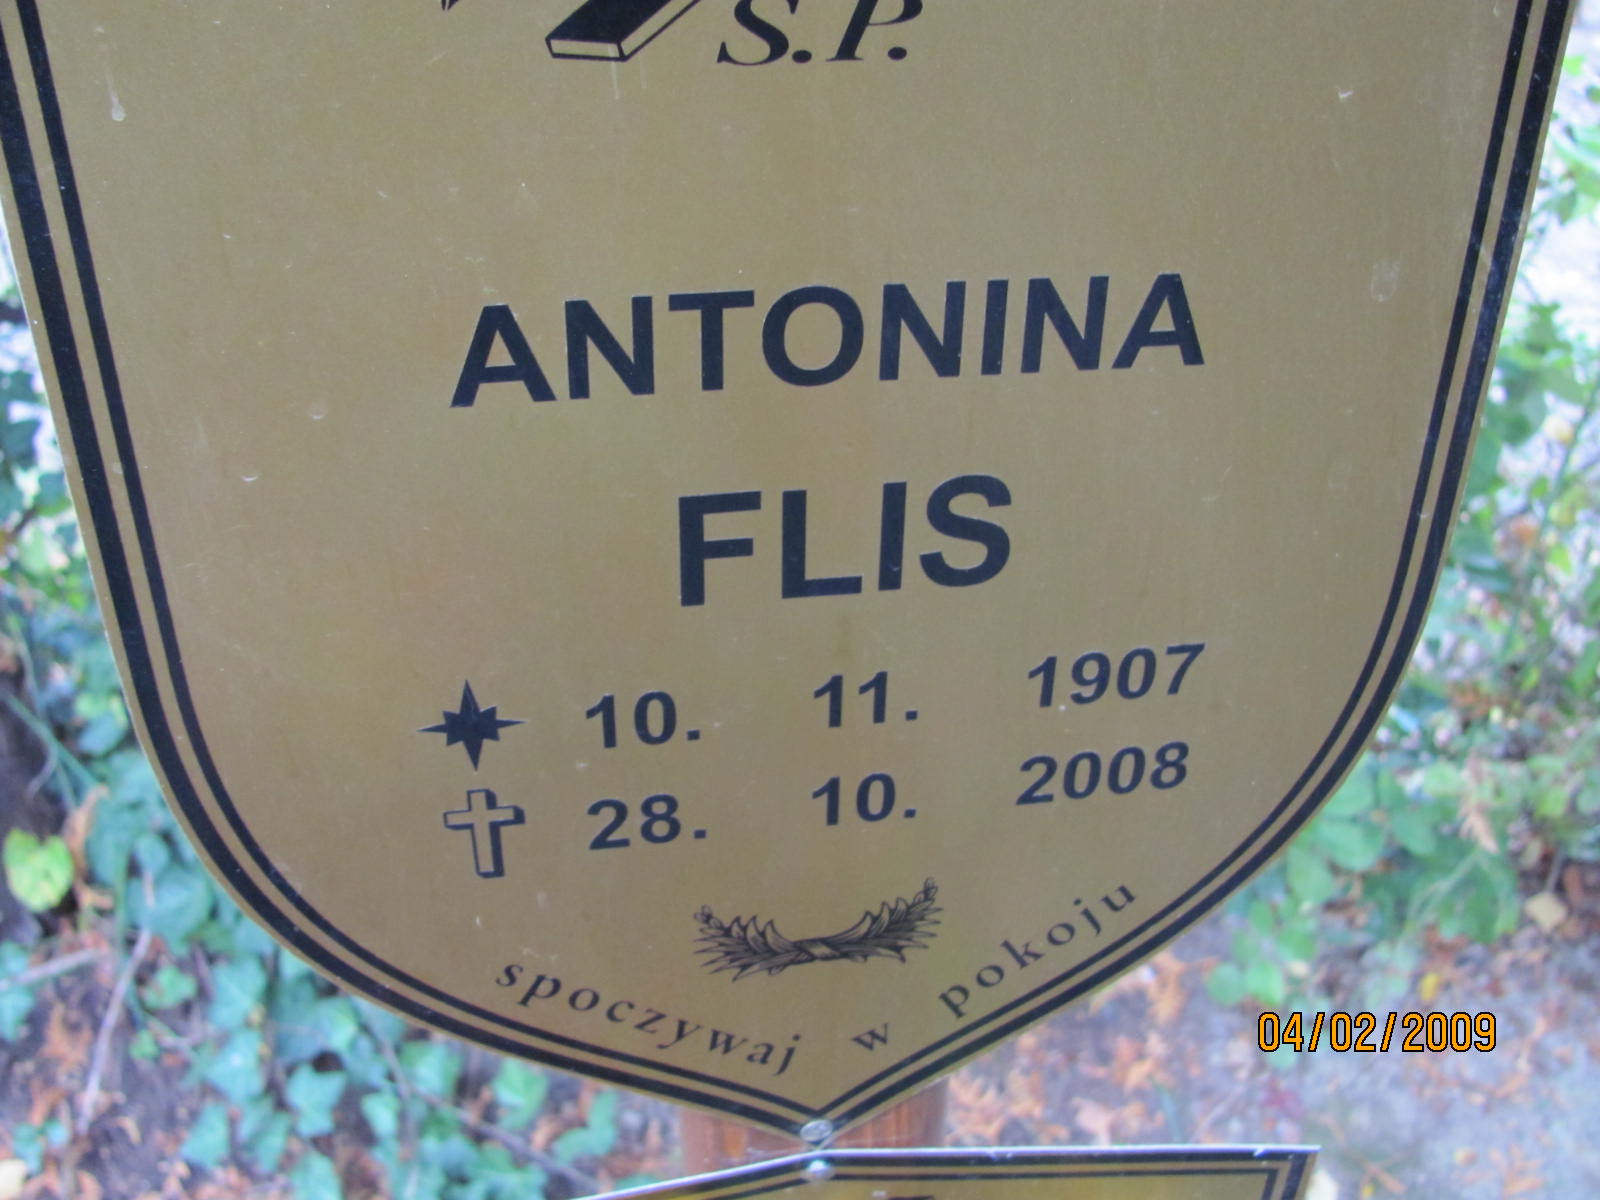 S.P.
ANTONINA
FLIS
10. 11. 1907
28. 10. 2008
spoczywaj w pokoju
04/02/2009